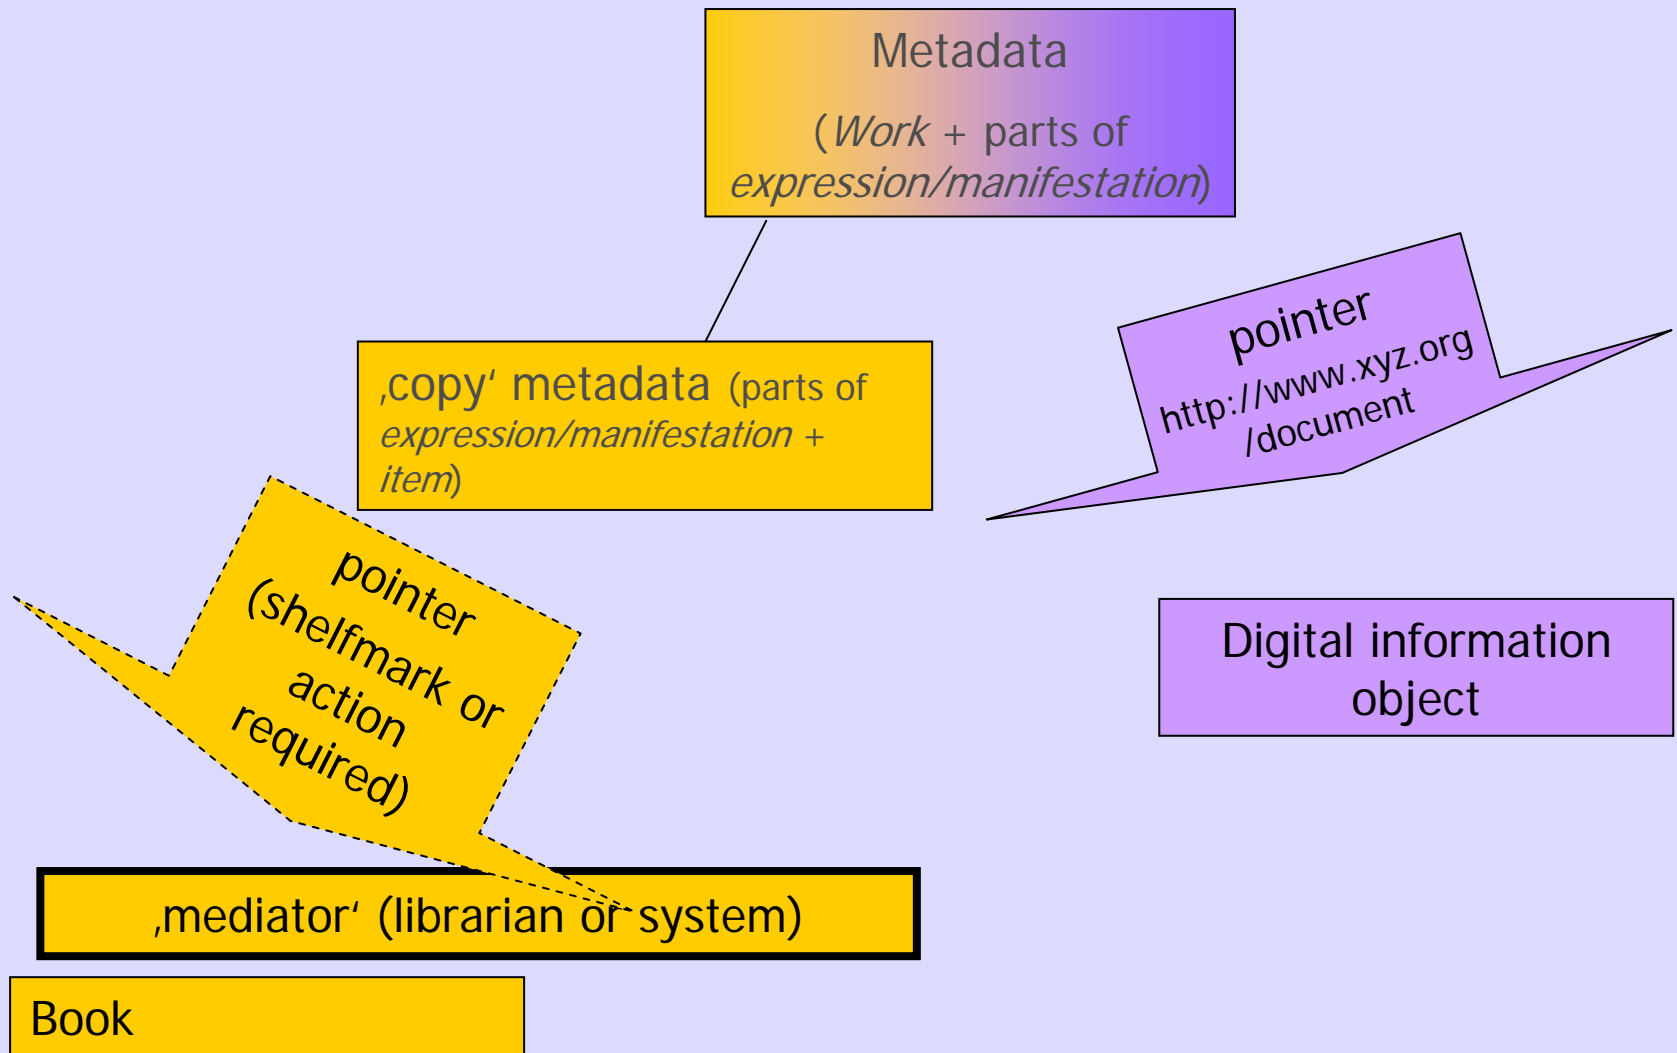 Metadata
(Work + parts of
expression/manifestation)
‚copy‘ metadata (parts of
expression/manifestation +
item)
pointer
http://www.xyz.org
/document
pointer
(shelfmark or
action
required)
Digital information
object
‚mediator‘ (librarian or system)
Book